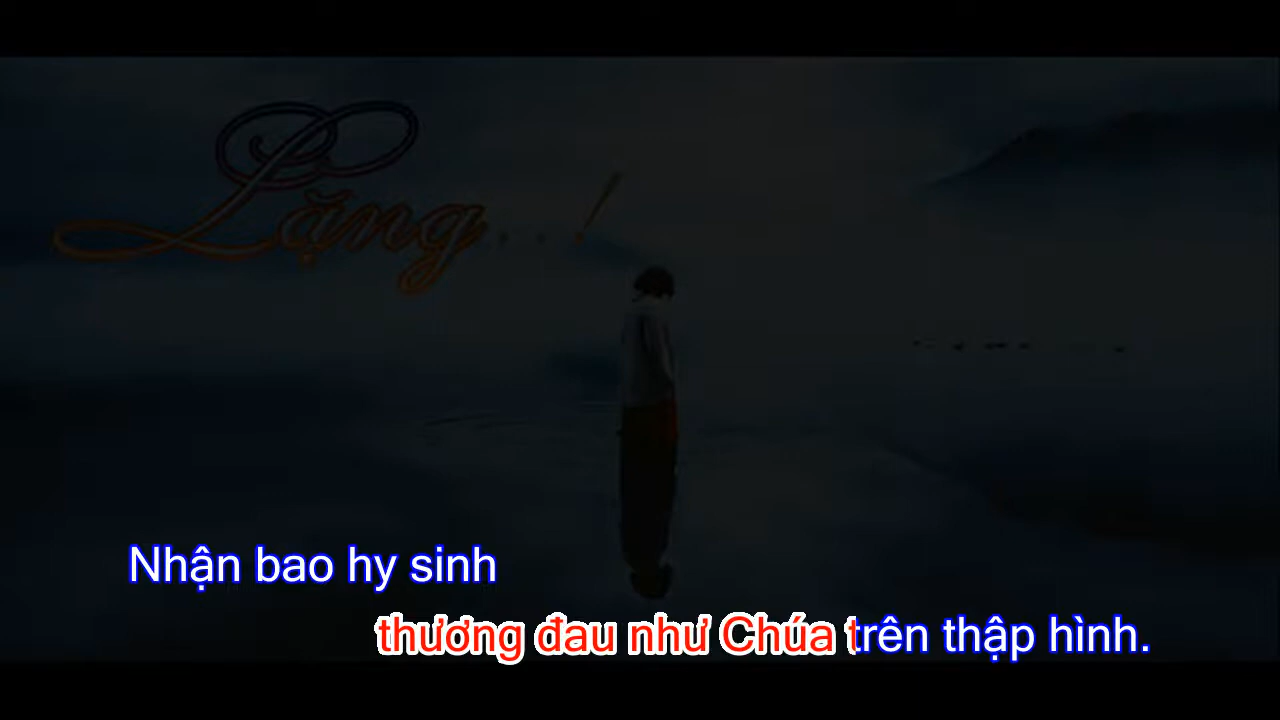 Lặng...!
Nhận bao hy sinh
thương đau như Chúa trên thập hình.